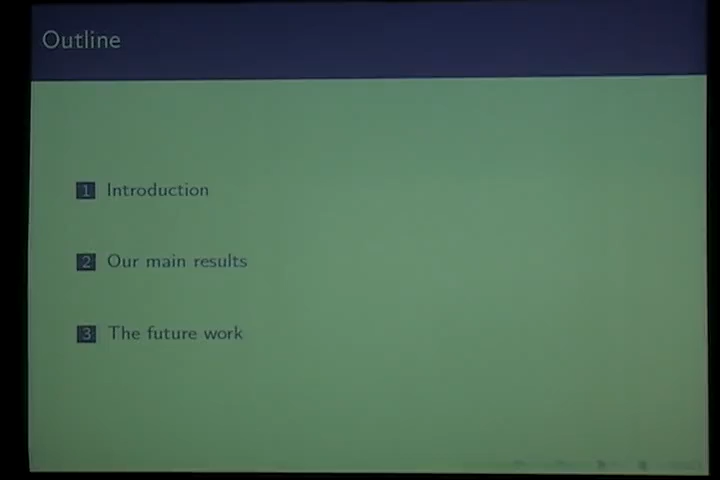 Outline
1 Introduction
2 Our main results
3 The future work